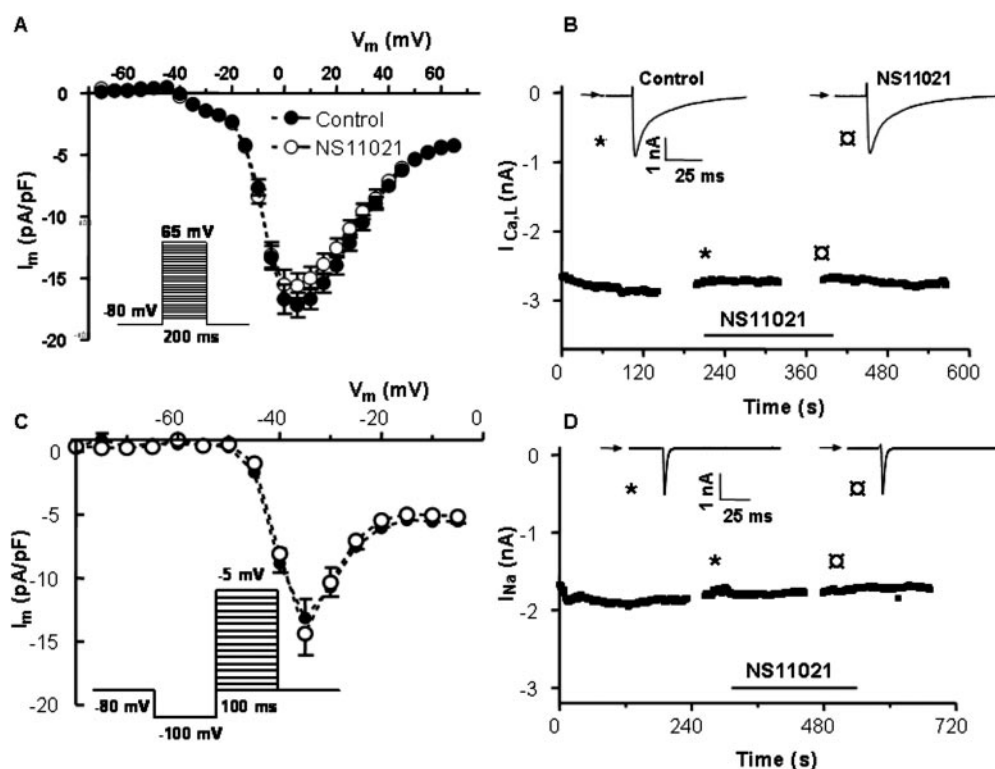 A
V_m (mV)
-60 -40 -20 0 20 40 60
0
-5
-10
-15
-20
I_m (pA/pF)
Control
NS11021
65 mV
-80 mV
200 ms
B
Control
NS11021
*
¤
1 nA
25 ms
0
-1
-2
-3
I_Ca,L (nA)
*
¤
NS11021
0 120 240 360 480 600
Time (s)
C
V_m (mV)
-60 -40 -20 0
0
-5
-10
-15
-20
I_m (pA/pF)
-5 mV
-80 mV
100 ms
-100 mV
D
*
¤
1 nA
25 ms
0
-1
-2
-3
I_Na (nA)
*
¤
NS11021
0 240 480 720
Time (s)